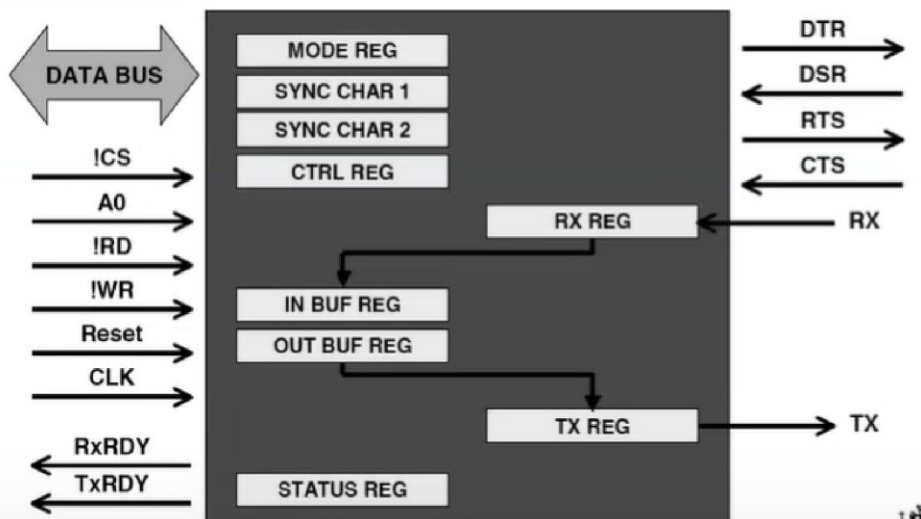 DATA BUS
!CS
A0
!RD
!WR
Reset
CLK
RxRDY
TxRDY
MODE REG
SYNC CHAR 1
SYNC CHAR 2
CTRL REG
RX REG
IN BUF REG
OUT BUF REG
TX REG
STATUS REG
DTR
DSR
RTS
CTS
RX
TX